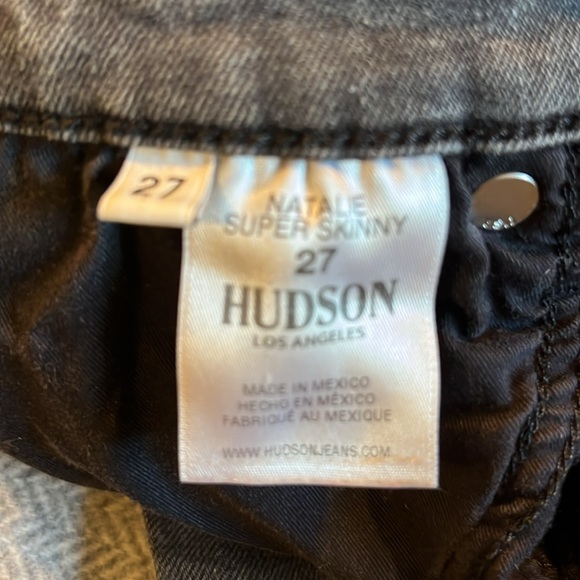 27
NATALIE
SUPER SKINNY
27
HUDSON
LOS ANGELES
MADE IN MEXICO
HECHO EN MÉXICO
FABRIQUÉ AU MEXIQUE
WWW.HUDSONJEANS.COM